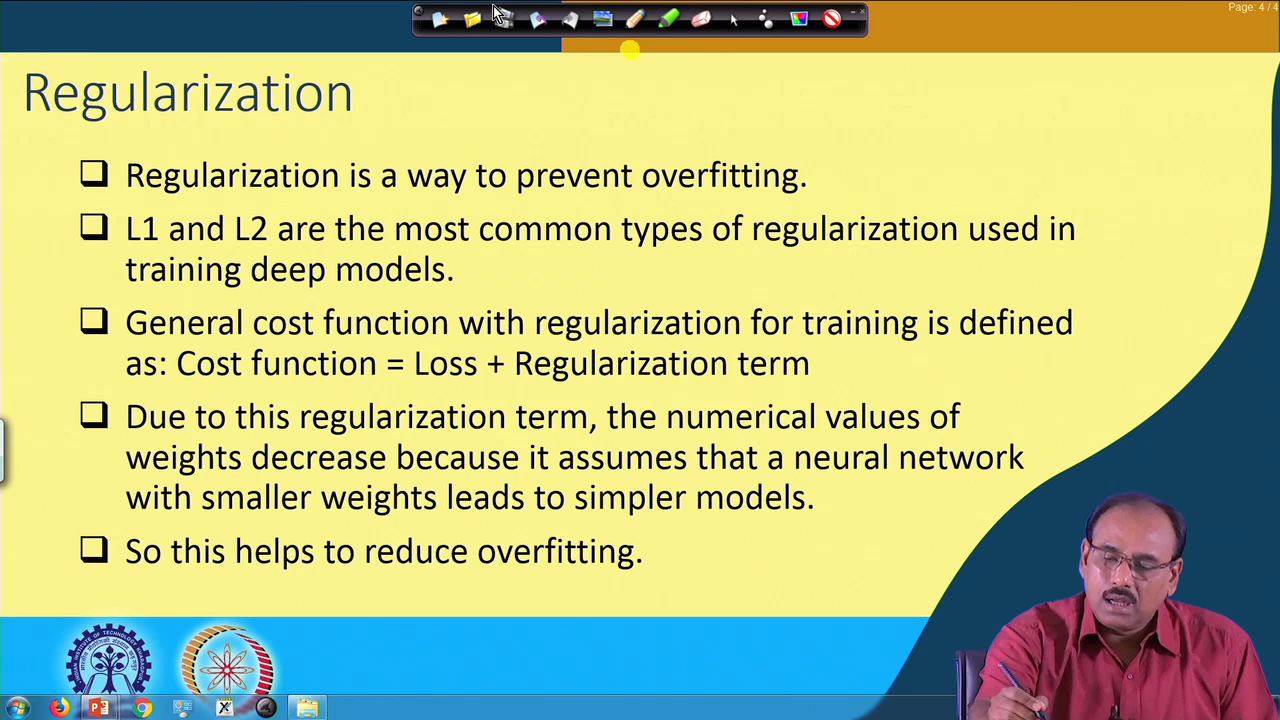 Page: 4 / 4
Regularization
Regularization is a way to prevent overfitting.
L1 and L2 are the most common types of regularization used in
training deep models.
General cost function with regularization for training is defined
as: Cost function = Loss + Regularization term
Due to this regularization term, the numerical values of
weights decrease because it assumes that a neural network
with smaller weights leads to simpler models.
So this helps to reduce overfitting.